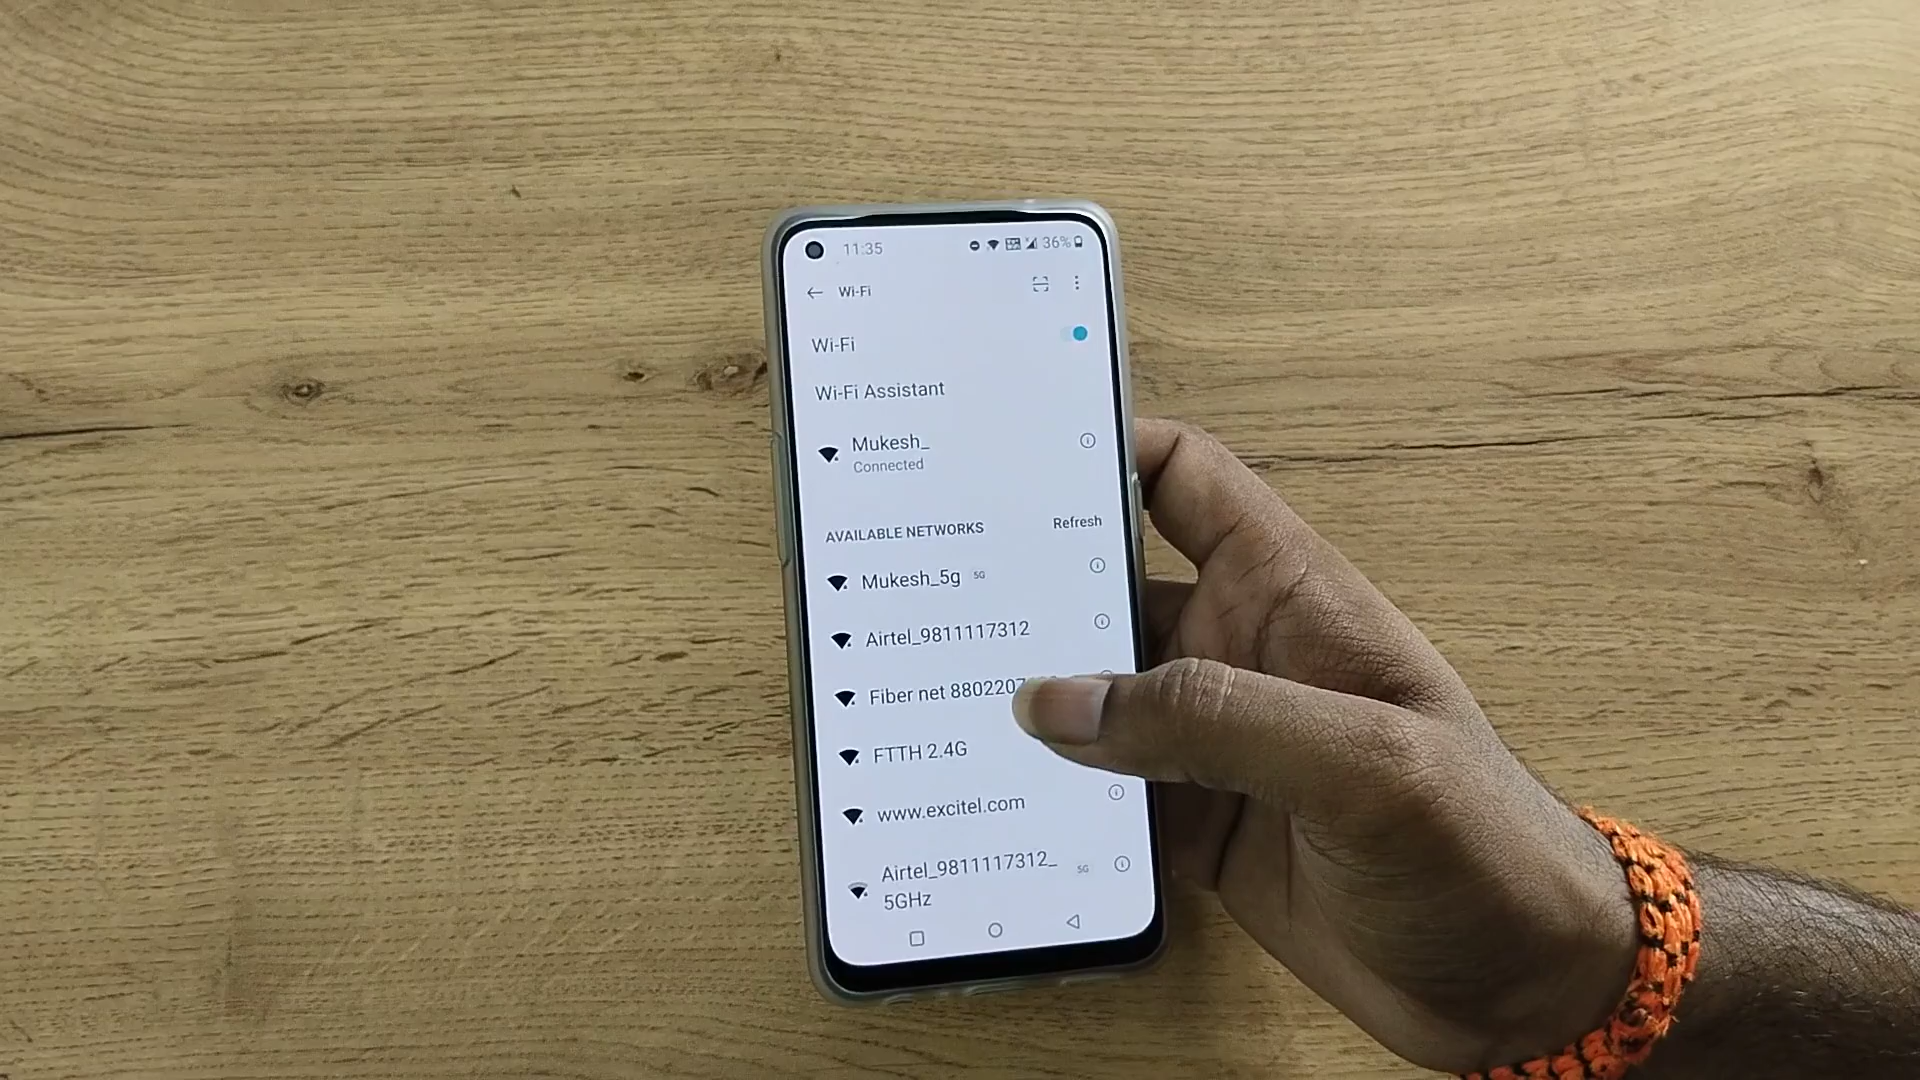 11:35 36%
Wi-Fi
Wi-Fi
Wi-Fi Assistant
Mukesh_
Connected
AVAILABLE NETWORKS Refresh
Mukesh_5g 5G
Airtel_9811117312
Fiber net 8802207
FTTH 2.4G
www.excitel.com
Airtel_9811117312_ 5G
5GHz